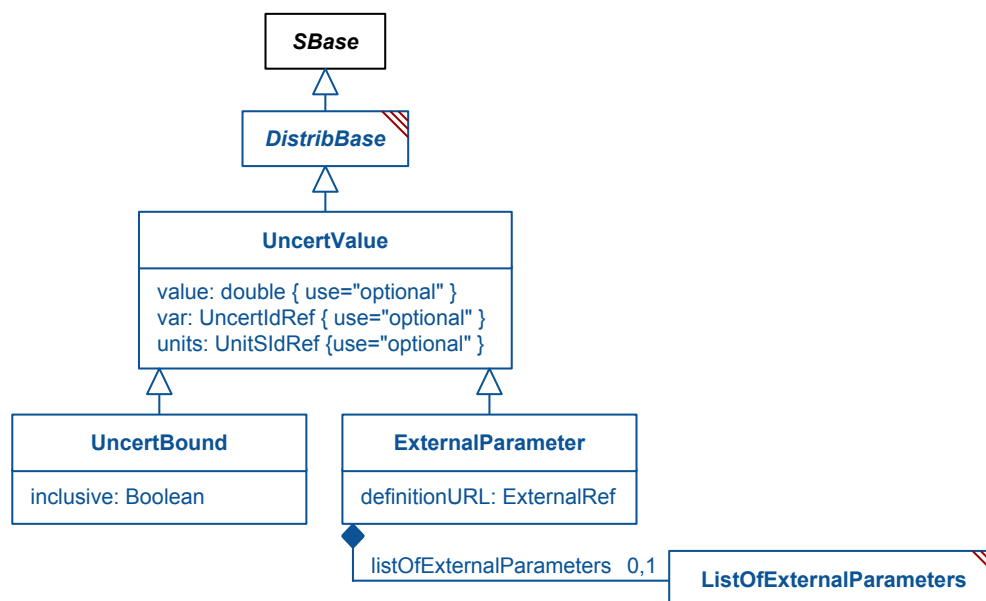 SBase
DistribBase
UncertValue
value: double { use="optional" }
var: UncertIdRef { use="optional" }
units: UnitSIdRef {use="optional" }
UncertBound
inclusive: Boolean
ExternalParameter
definitionURL: ExternalRef
listOfExternalParameters 0,1
ListOfExternalParameters